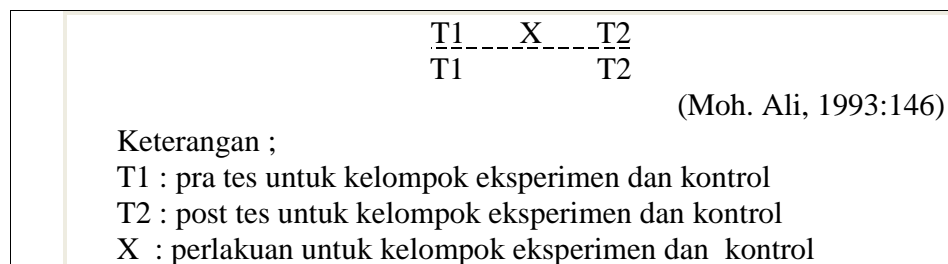 T1 X T2
T1 T2
(Moh. Ali, 1993:146)
Keterangan ;
T1 : pra tes untuk kelompok eksperimen dan kontrol
T2 : post tes untuk kelompok eksperimen dan kontrol
X : perlakuan untuk kelompok eksperimen dan kontrol